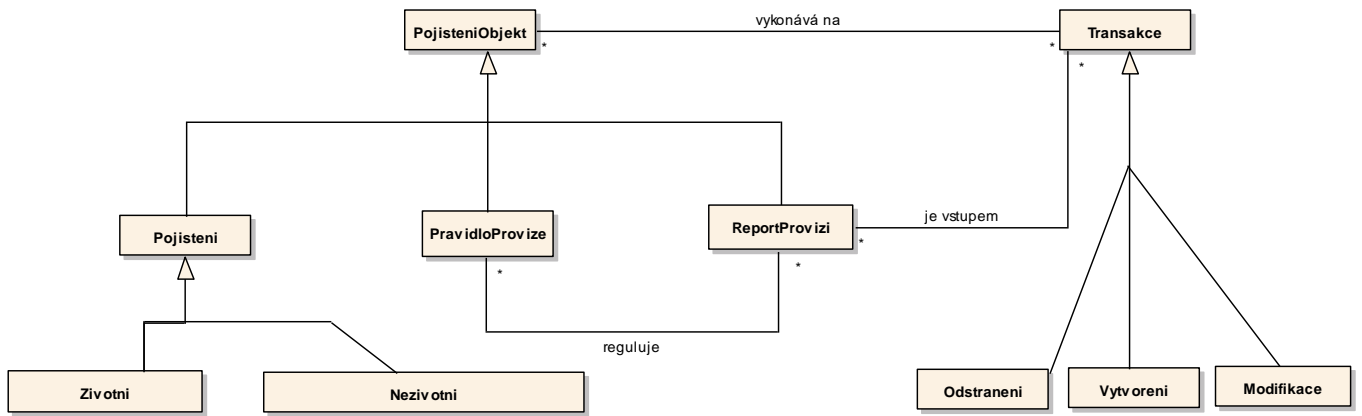 PojisteniObjekt
*
vykonává na
*
Transakce
*
Pojisteni
PravidloProvize
*
ReportProvizi
*
*
je vstupem
reguluje
Zivotni
Nezivotni
Odstraneni
Vytvoreni
Modifikace